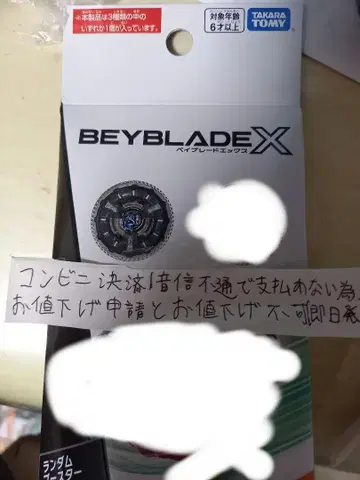 ※本製品は3種類の中の
いずれか1個が入っています。
対象年齢
6才以上
TAKARA
TOMY
BEYBLADE X
ベイブレードエックス
コンビニ決済音信不通で支払わない為
お値下げ申請とお値下げ不可即日発
ランダム
ブースター